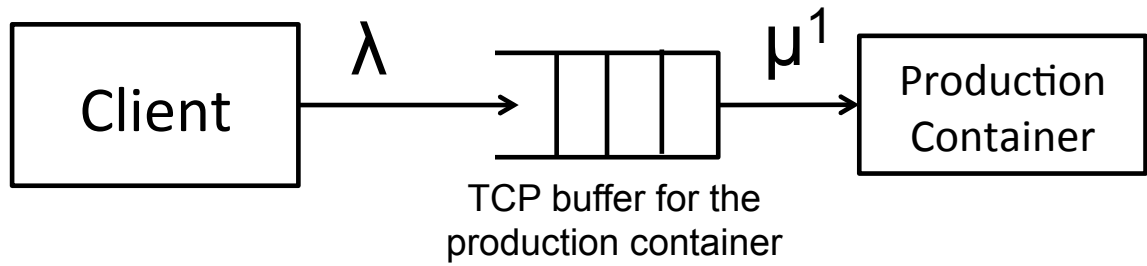 Client
λ
μ¹
Production
Container
TCP buffer for the
production container